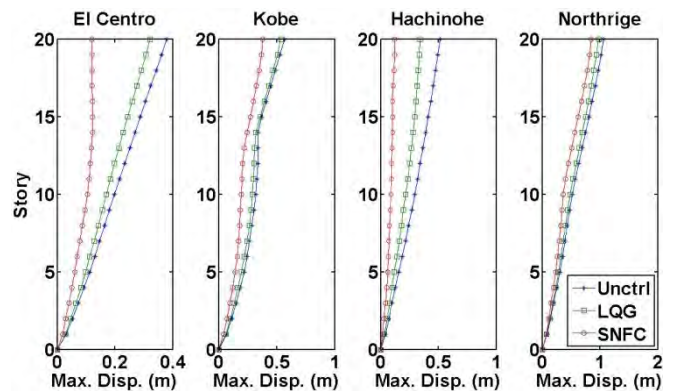 El Centro Kobe Hachinohe Northrige
20 20 20 20
15 15 15 15
10 10 10 10
5 5 5 5
0 0 0 0
Story
0 0.2 0.4 0 0.5 1 0 0.5 1 0 1 2
Max. Disp. (m) Max. Disp. (m) Max. Disp. (m) Max. Disp. (m)
Unctrl
LQG
SNFC